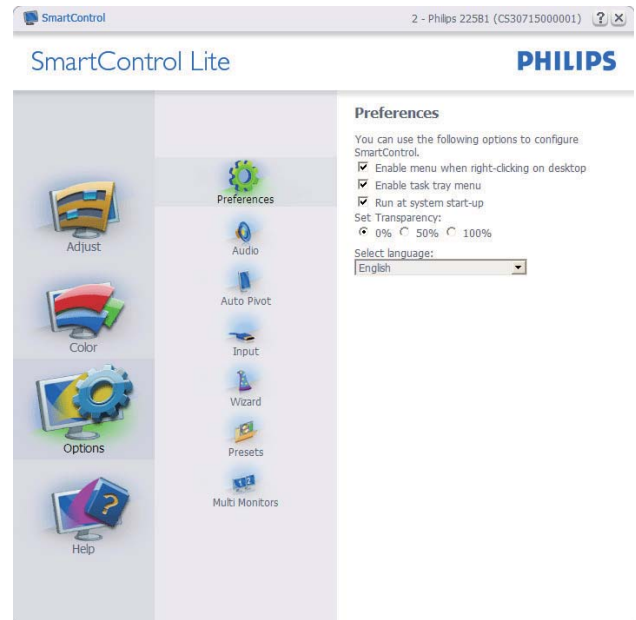 SmartControl
2 - Philips 225B1 (CS30715000001)
? X
SmartControl Lite
PHILIPS
Adjust
Color
Options
? 
Help
Preferences
Audio
Auto Pivot
Input
Wizard
Presets
1 2
Multi Monitors
Preferences
You can use the following options to configure
SmartControl.
Enable menu when right-clicking on desktop
Enable task tray menu
Run at system start-up
Set Transparency:
0% 50% 100%
Select language:
English